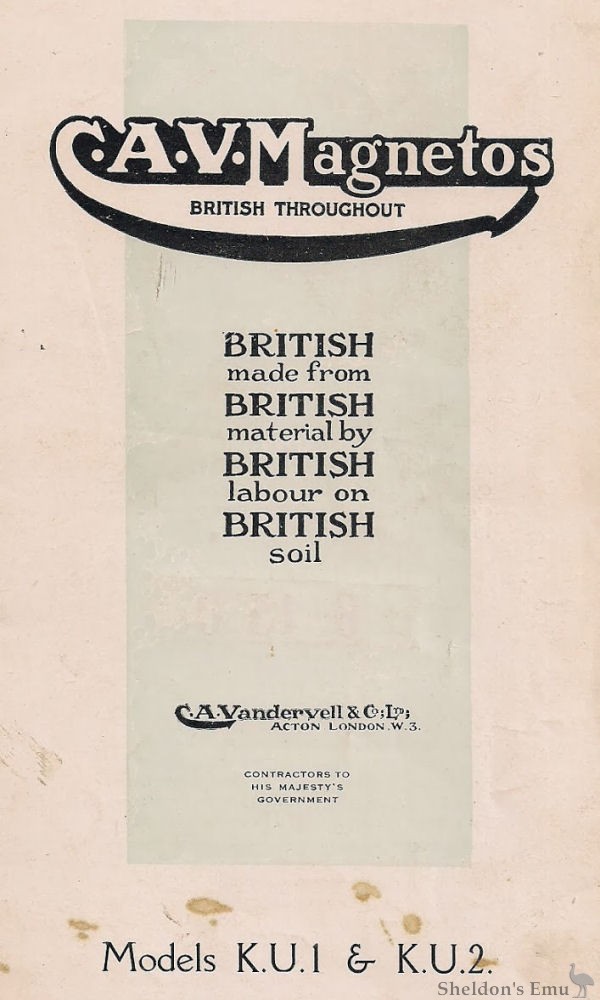 C.A.V. Magnetos
BRITISH THROUGHOUT
BRITISH
made from
BRITISH
material by
BRITISH
labour on
BRITISH
soil
C.A. Vandervell & Co; Ltd;
ACTON LONDON. W.3.
CONTRACTORS TO
HIS MAJESTY'S
GOVERNMENT
Models K.U.1 & K.U.2.
Sheldon's Emu